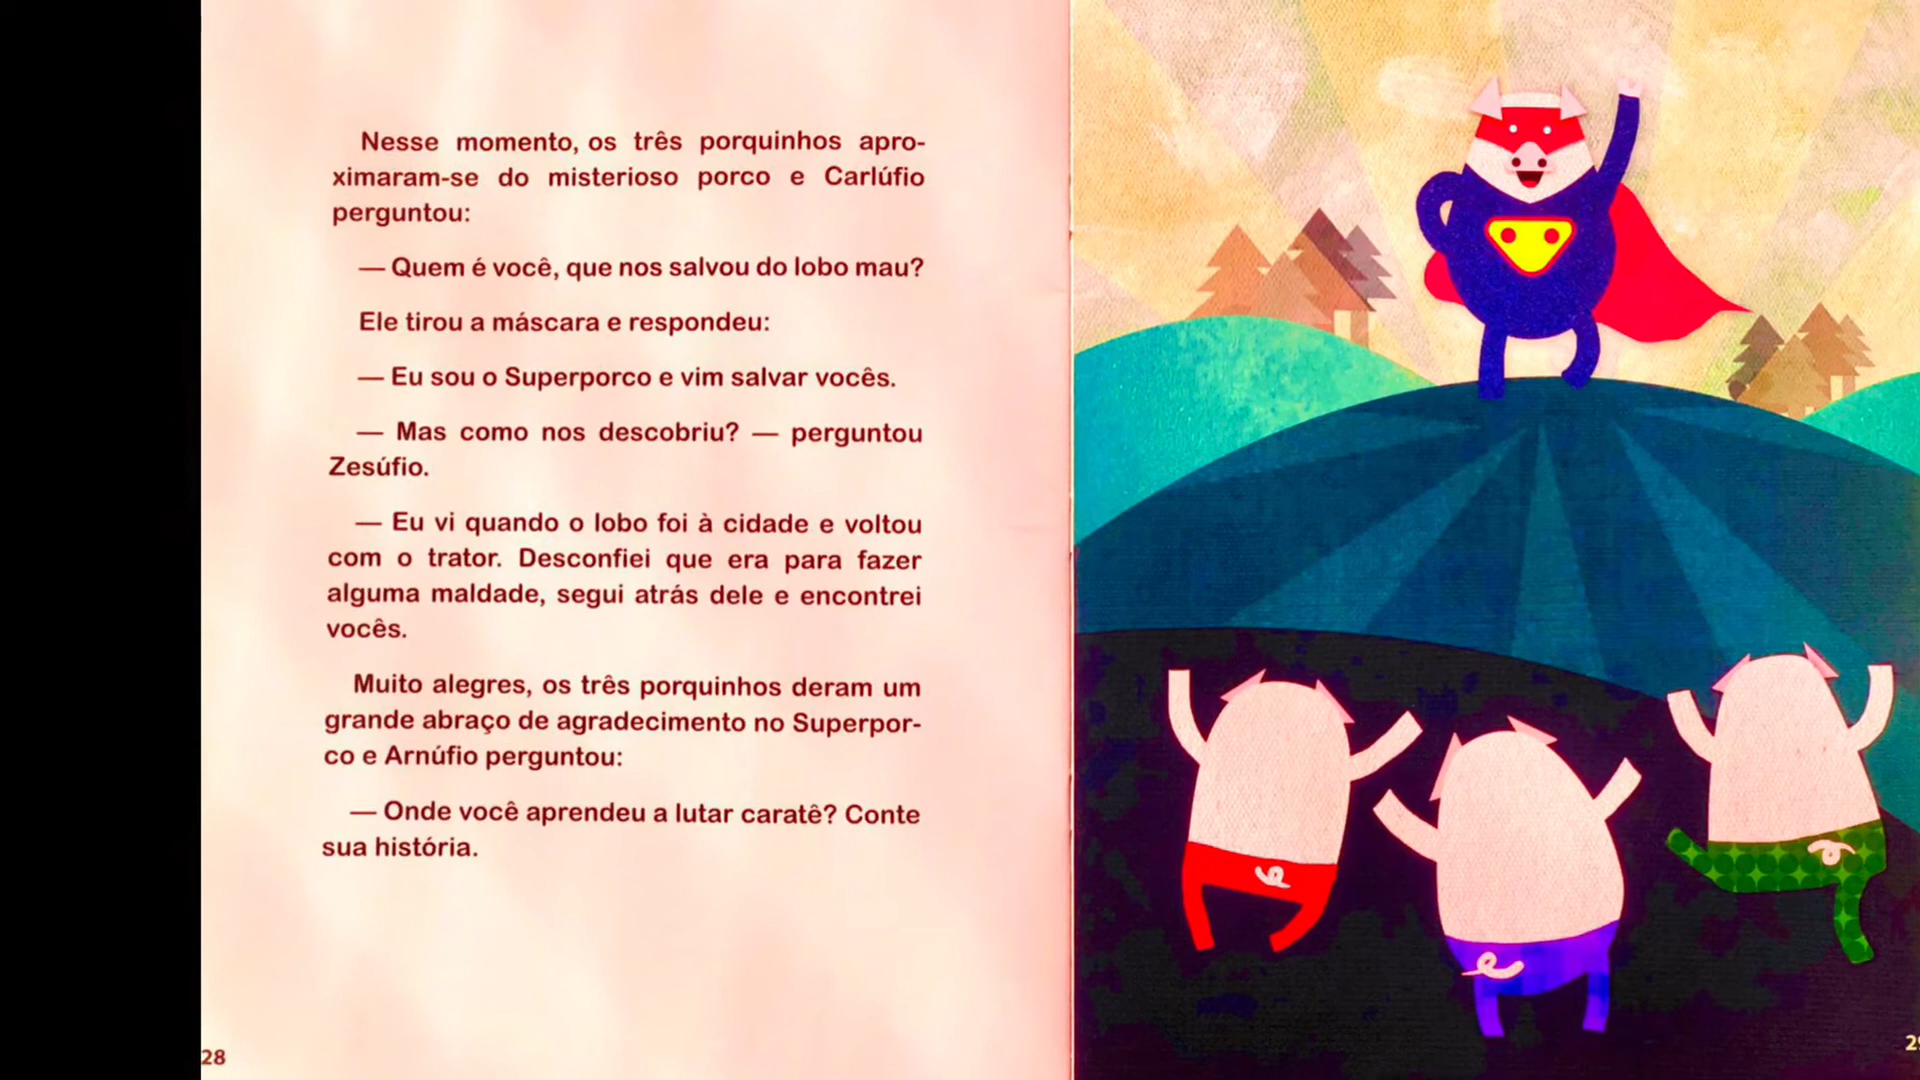 Nesse momento, os três porquinhos apro-
ximaram-se do misterioso porco e Carlúfio
perguntou:
— Quem é você, que nos salvou do lobo mau?
Ele tirou a máscara e respondeu:
— Eu sou o Superporco e vim salvar vocês.
— Mas como nos descobriu? — perguntou
Zesúfio.
— Eu vi quando o lobo foi à cidade e voltou
com o trator. Desconfiei que era para fazer
alguma maldade, segui atrás dele e encontrei
vocês.
Muito alegres, os três porquinhos deram um
grande abraço de agradecimento no Superpor-
co e Arnúfio perguntou:
— Onde você aprendeu a lutar caratê? Conte
sua história.
28